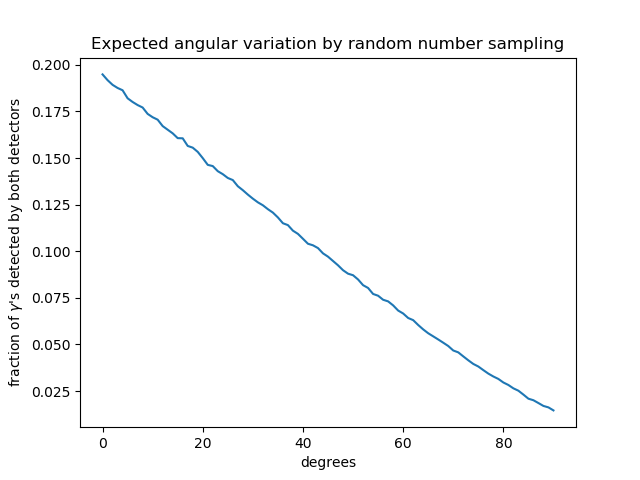 Expected angular variation by random number sampling
fraction of γ's detected by both detectors
0.200
0.175
0.150
0.125
0.100
0.075
0.050
0.025
0 20 40 60 80
degrees